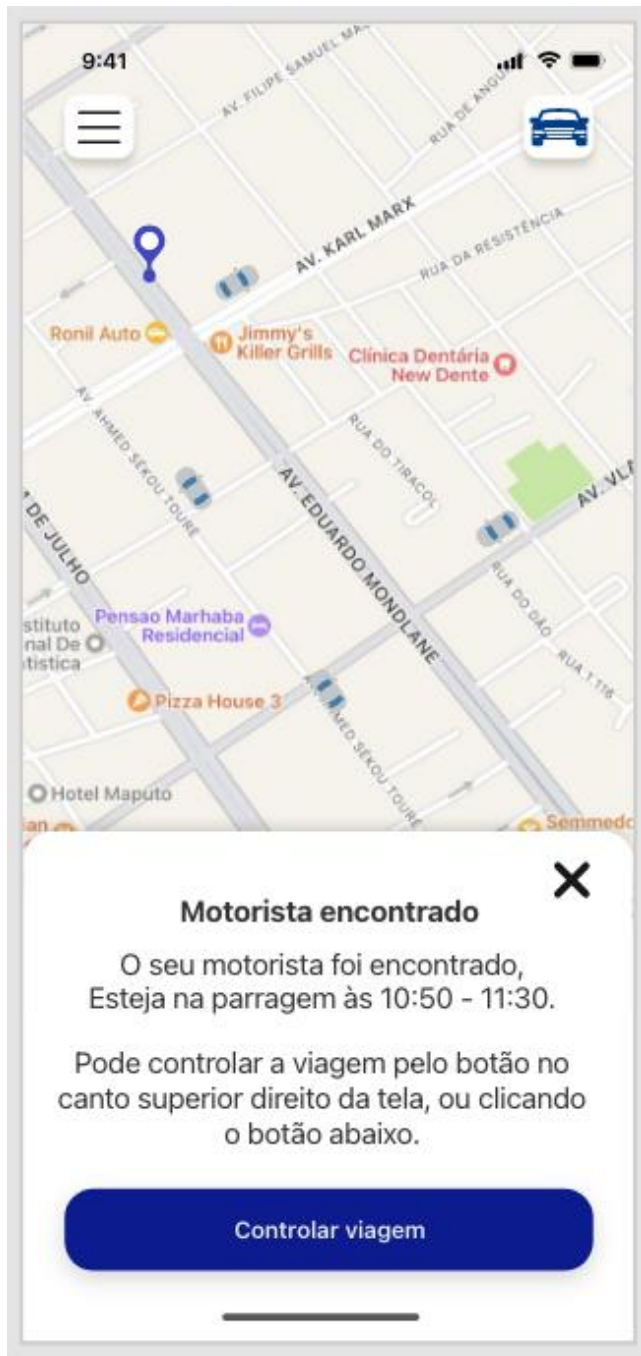 9:41
AV. FILIPE SAMUEL
RUA DE
AV. KARL MARX
RUA DA RESISTÊNCIA
Ronil Auto
Jimmy's
Killer Grills
Clínica Dentária
New Dente
AV. AHMED SEKOU TOURE
RUA DO TIRACOL
AV. EDUARDO MONDLANE
AV. VL
DE JULHO
RUA DO DÃO
RUA 1.116
stituto
nal De
tistica
Pensao Marhaba
Residencial
Pizza House 3
AHMED SEKOU TOURE
Hotel Maputo
an
Semmedo
Motorista encontrado
O seu motorista foi encontrado,
Esteja na parragem às 10:50 - 11:30.
Pode controlar a viagem pelo botão no
canto superior direito da tela, ou clicando
o botão abaixo.
Controlar viagem